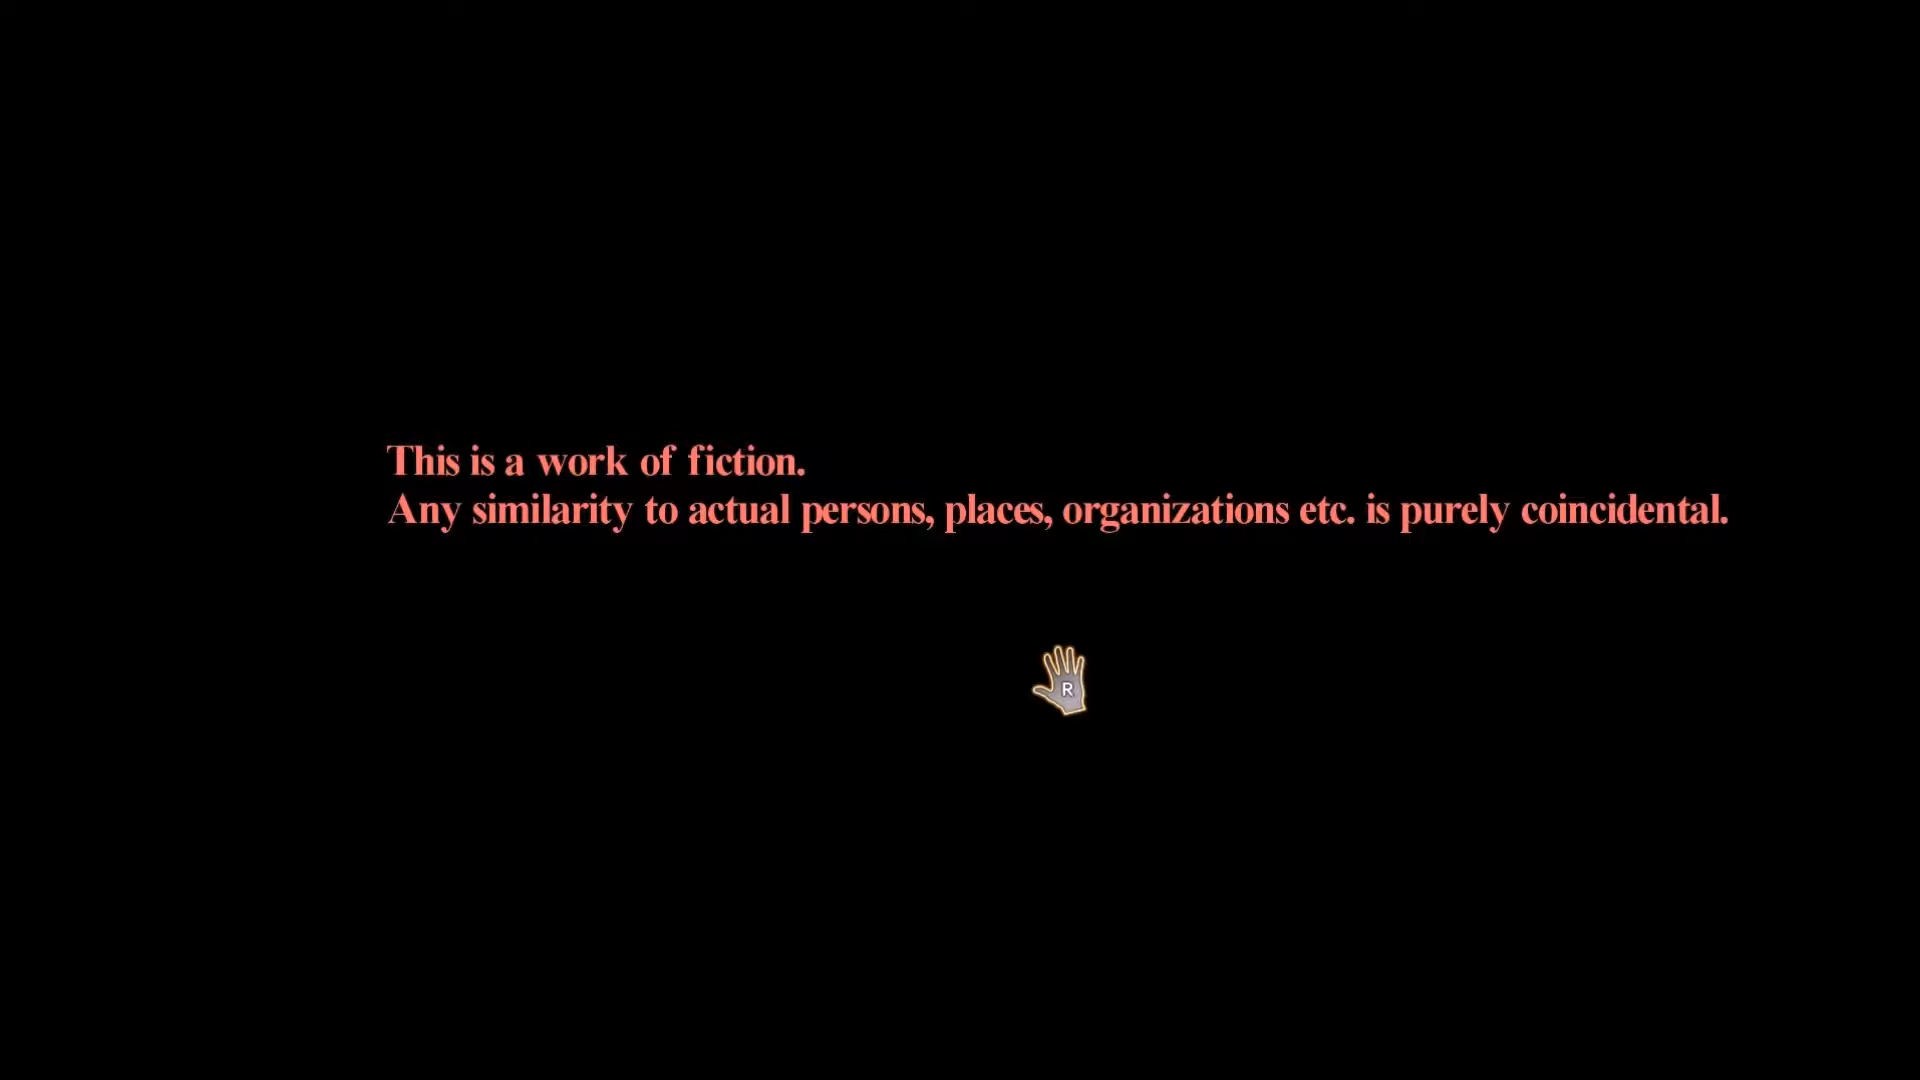 This is a work of fiction.
Any similarity to actual persons, places, organizations etc. is purely coincidental.
R